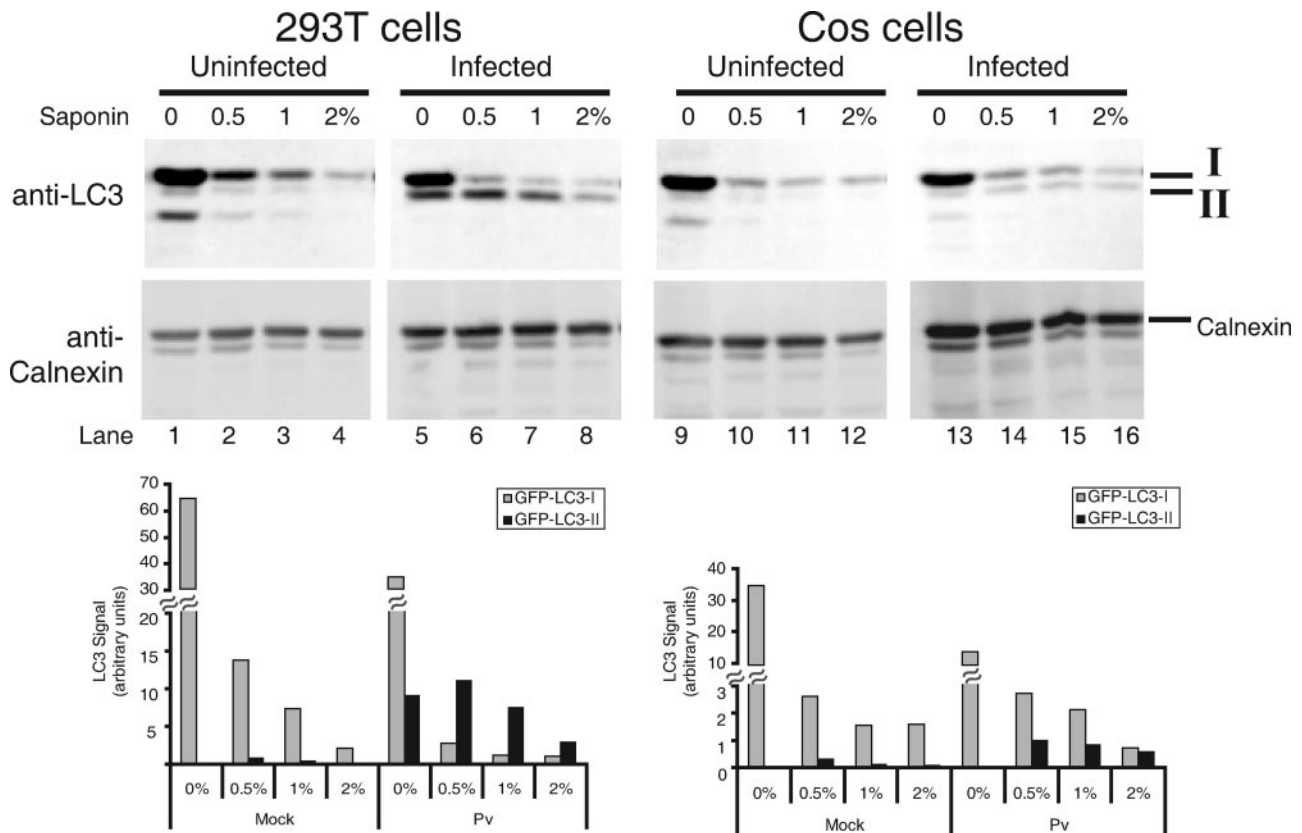 293T cells Cos cells
Uninfected Infected Uninfected Infected
Saponin 0 0.5 1 2% 0 0.5 1 2% 0 0.5 1 2% 0 0.5 1 2%
anti-LC3
I
II
anti-
Calnexin
Calnexin
Lane 1 2 3 4 5 6 7 8 9 10 11 12 13 14 15 16
LC3 Signal
(arbitrary units)
70
60
50
40
30
20
15
10
5
GFP-LC3-I
GFP-LC3-II
0% 0.5% 1% 2% 0% 0.5% 1% 2%
Mock Pv
LC3 Signal
(arbitrary units)
40
30
20
10
3
2
1
0
GFP-LC3-I
GFP-LC3-II
0% 0.5% 1% 2% 0% 0.5% 1% 2%
Mock Pv